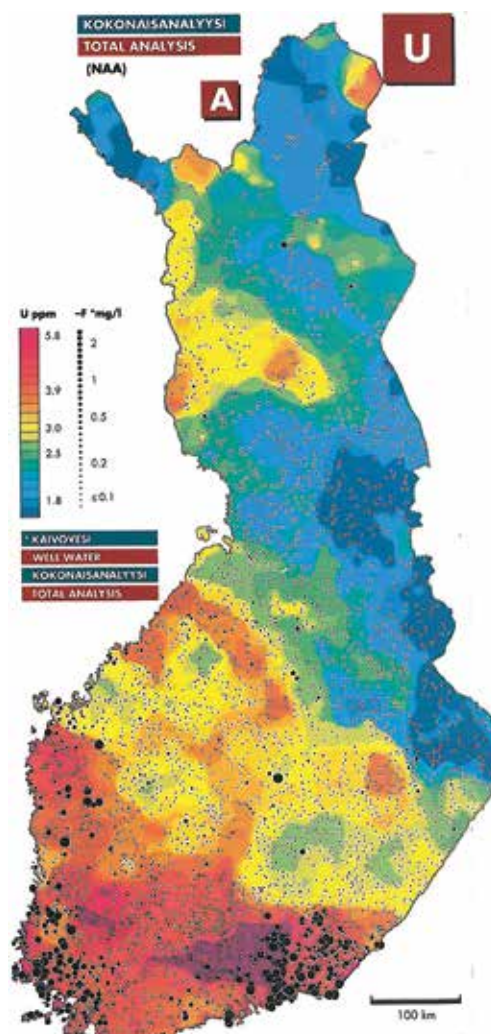 KOKONAISANALYYSI
TOTAL ANALYSIS
(NAA)
A
U
U ppm
5.8
3.9
3.0
2.5
1.8
–F *mg/l
2
1
0.5
0.2
≤0.1
* KAIVOVESI
WELL WATER
KOKONAISANALYYSI
TOTAL ANALYSIS
100 km